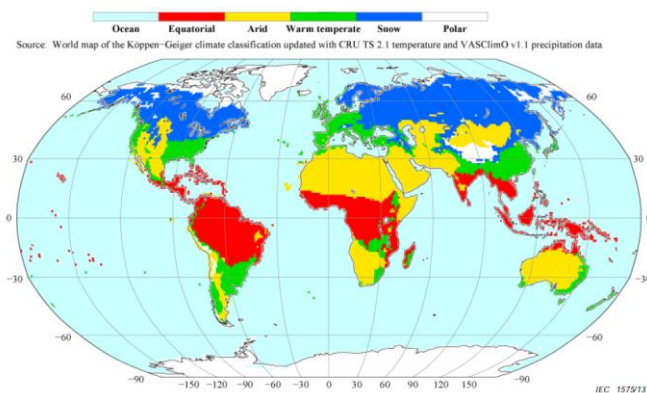 Ocean Equatorial Arid Warm temperate Snow Polar
Source: World map of the Köppen−Geiger climate classification updated with CRU TS 2.1 temperature and VASClimO v1.1 precipitation data
60 60
30 30
0 0
−30 −30
−60 −60
−90 −150 −120 −90 −60 −30 0 30 60 90 120 150 −90
IEC 1575/13